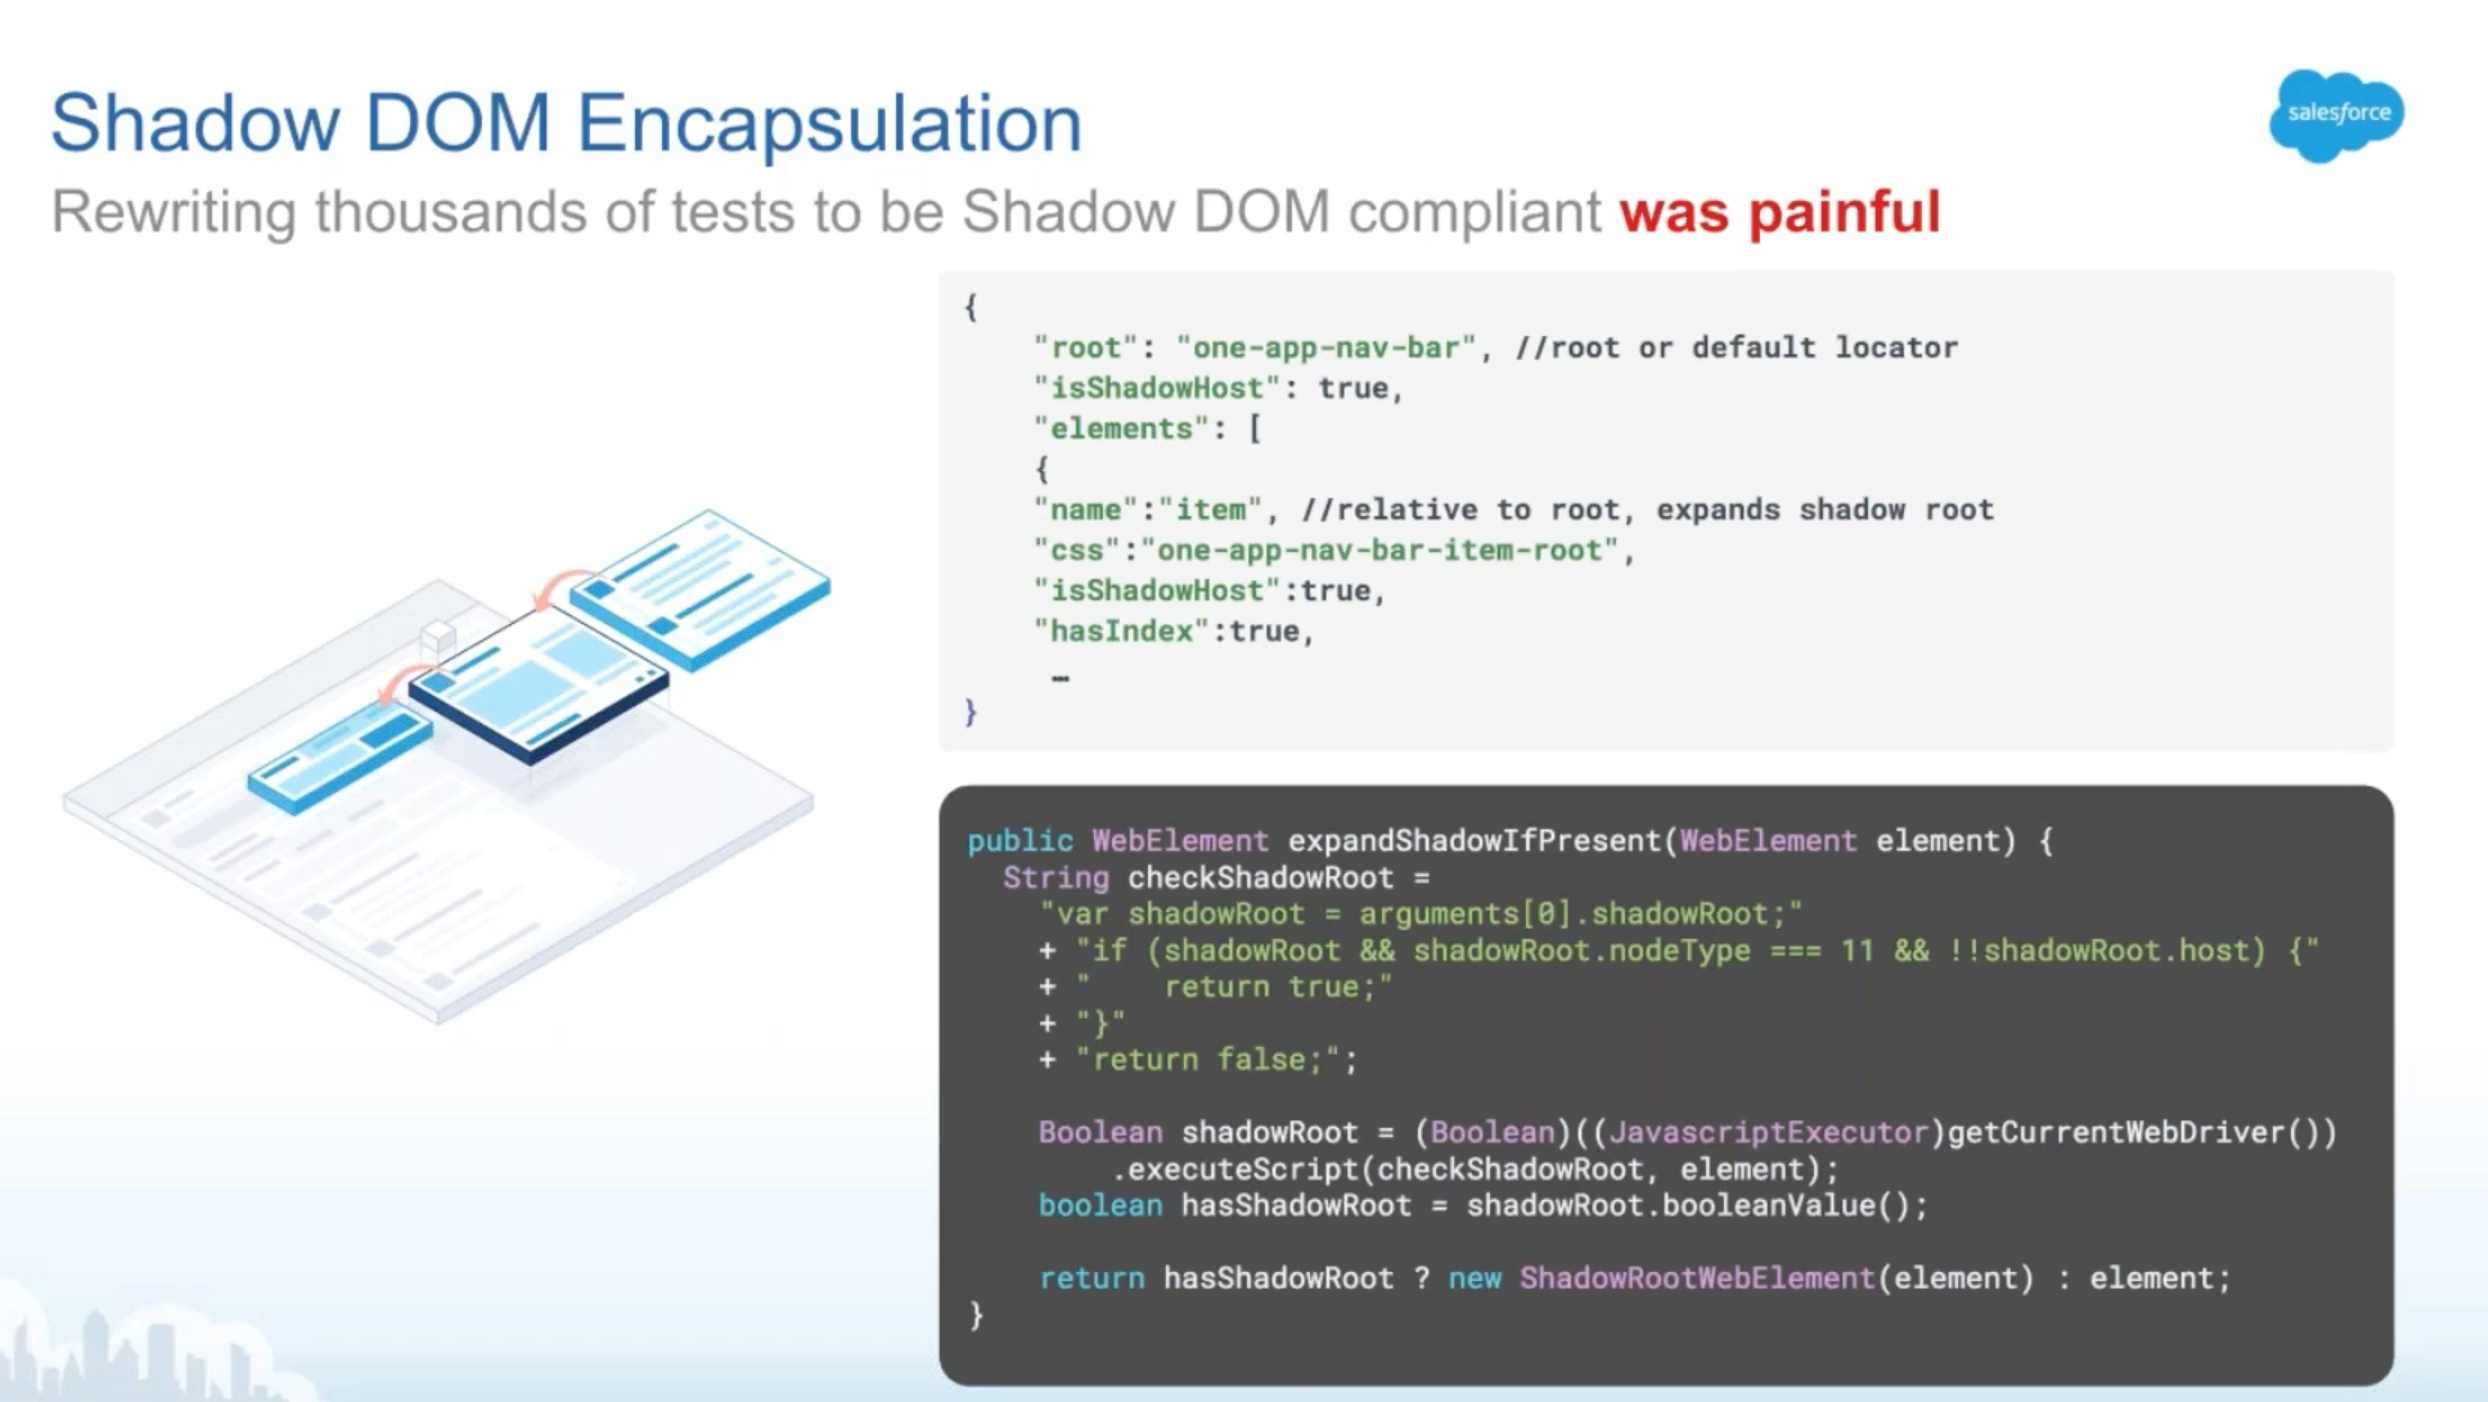 Shadow DOM Encapsulation
salesforce
Rewriting thousands of tests to be Shadow DOM compliant was painful
{
"root": "one-app-nav-bar", //root or default locator
"isShadowHost": true,
"elements": [
{
"name":"item", //relative to root, expands shadow root
"css":"one-app-nav-bar-item-root",
"isShadowHost":true,
"hasIndex":true,
…
}
public WebElement expandShadowIfPresent(WebElement element) {
String checkShadowRoot =
"var shadowRoot = arguments[0].shadowRoot;"
+ "if (shadowRoot && shadowRoot.nodeType === 11 && !!shadowRoot.host) {"
+ "    return true;"
+ "}"
+ "return false;";
Boolean shadowRoot = (Boolean)((JavascriptExecutor)getCurrentWebDriver())
.executeScript(checkShadowRoot, element);
boolean hasShadowRoot = shadowRoot.booleanValue();
return hasShadowRoot ? new ShadowRootWebElement(element) : element;
}